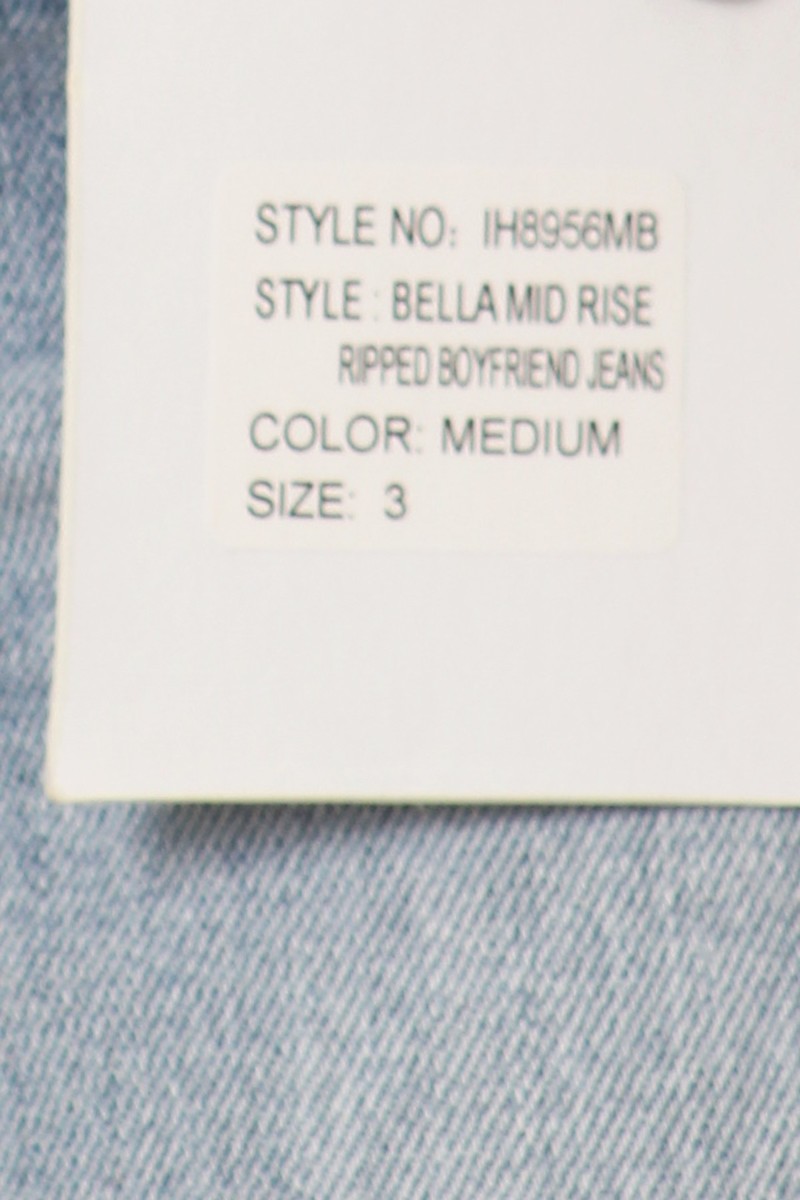 STYLE NO: IH8956MB
STYLE : BELLA MID RISE
RIPPED BOYFRIEND JEANS
COLOR: MEDIUM
SIZE: 3